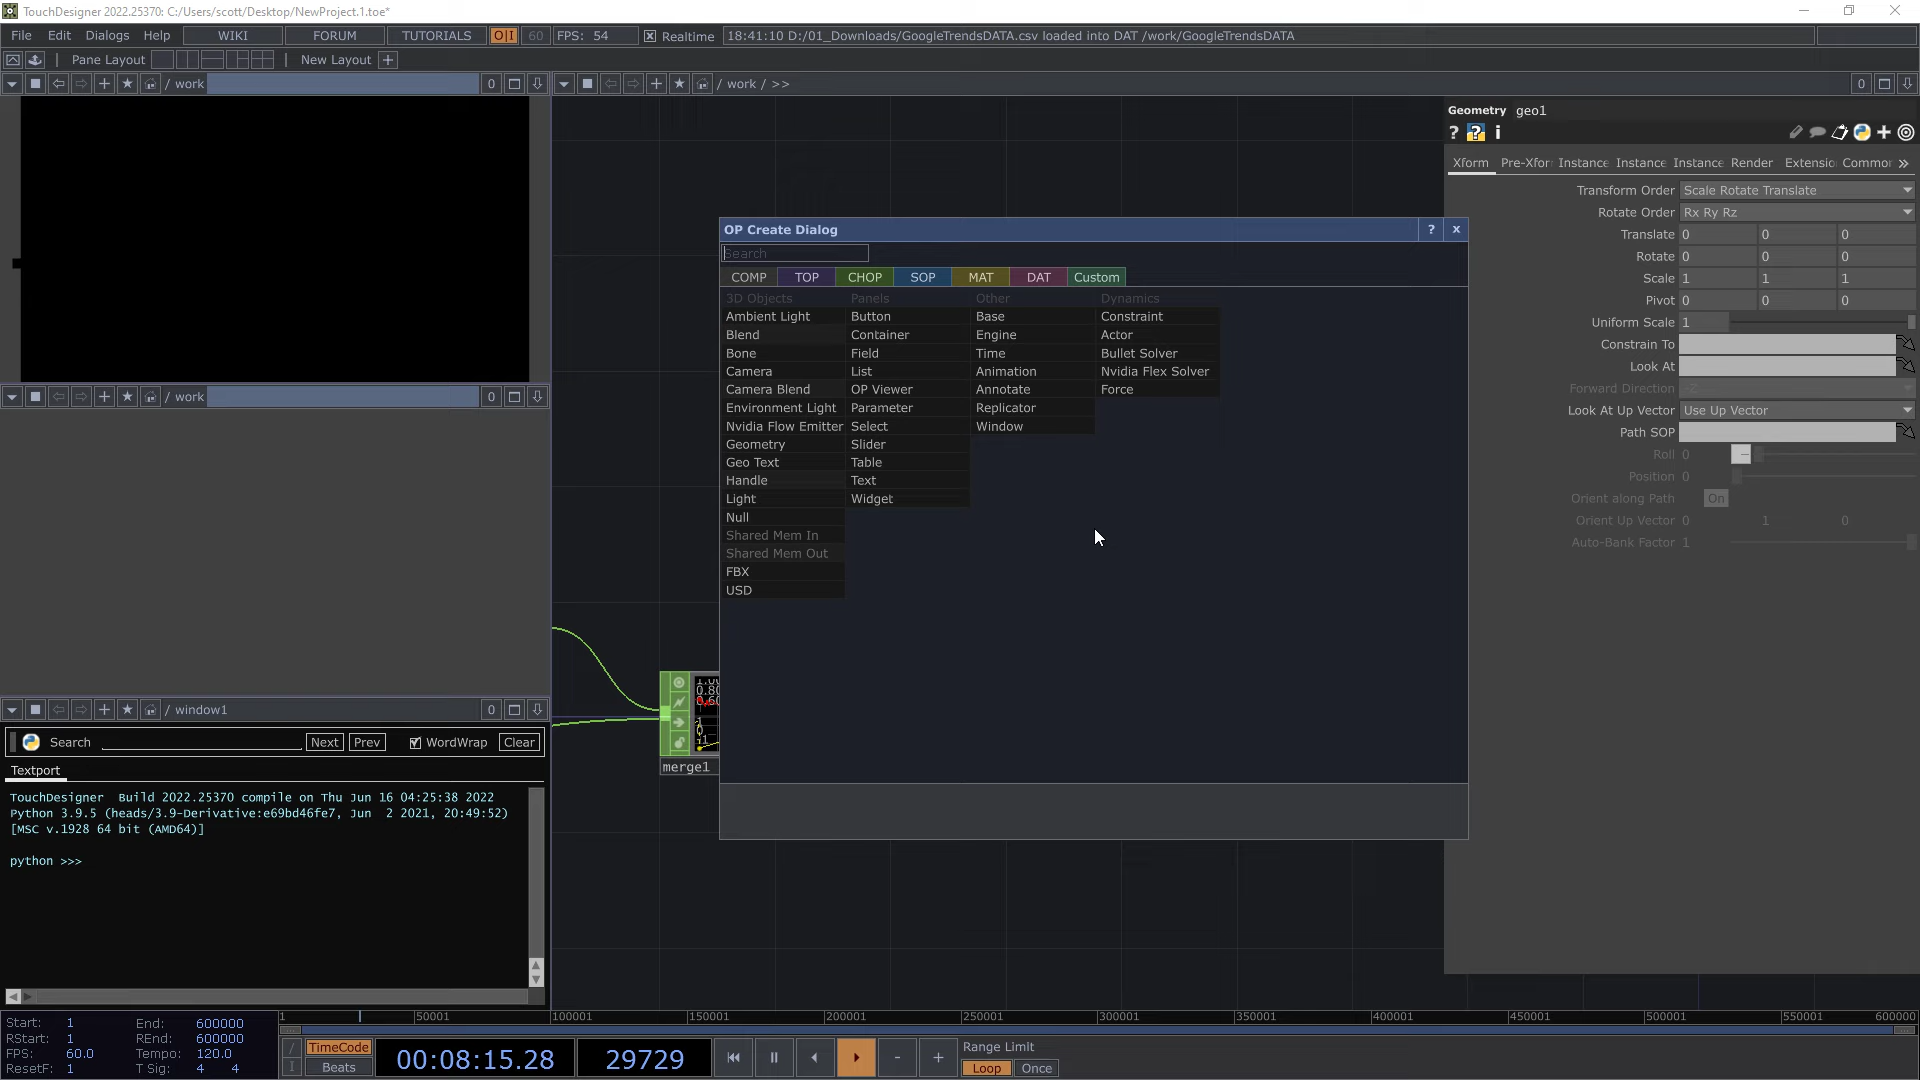 TouchDesigner 2022.25370: C:/Users/scott/Desktop/NewProject.1.toe*
File Edit Dialogs Help WIKI FORUM TUTORIALS O|I 60 FPS: 54 Realtime 18:41:10 D:/01_Downloads/GoogleTrendsDATA.csv loaded into DAT /work/GoogleTrendsDATA
Pane Layout New Layout +
/ work 0
/ work / >> 0
Geometry geo1
? ? i
Xform Pre-Xfor Instance Instance Instance Render Extensio Commor
Transform Order Scale Rotate Translate
Rotate Order Rx Ry Rz
Translate 0 0 0
Rotate 0 0 0
Scale 1 1 1
Pivot 0 0 0
Uniform Scale 1
Constrain To
Look At
Forward Direction -Z
Look At Up Vector Use Up Vector
Path SOP
Roll 0
Position 0
Orient along Path On
Orient Up Vector 0 1 0
Auto-Bank Factor 1
OP Create Dialog ? x
Search
COMP TOP CHOP SOP MAT DAT Custom
3D Objects Panels Other Dynamics
Ambient Light Button Base Constraint
Blend Container Engine Actor
Bone Field Time Bullet Solver
Camera List Animation Nvidia Flex Solver
Camera Blend OP Viewer Annotate Force
Environment Light Parameter Replicator
Nvidia Flow Emitter Select Window
Geometry Slider
Geo Text Table
Handle Text
Light Widget
Null
Shared Mem In
Shared Mem Out
FBX
USD
merge1
/ work 0
/ window1 0
Search Next Prev WordWrap Clear
Textport
TouchDesigner Build 2022.25370 compile on Thu Jun 16 04:25:38 2022
Python 3.9.5 (heads/3.9-Derivative:e69bd46fe7, Jun 2 2021, 20:49:52)
[MSC v.1928 64 bit (AMD64)]
python >>>
1 50001 100001 150001 200001 250001 300001 350001 400001 450001 500001 550001 600000
Start: 1 End: 600000
RStart: 1 REnd: 600000
FPS: 60.0 Tempo: 120.0
ResetF: 1 T Sig: 4 4
TimeCode
Beats
00:08:15.28 29729
Range Limit
Loop Once